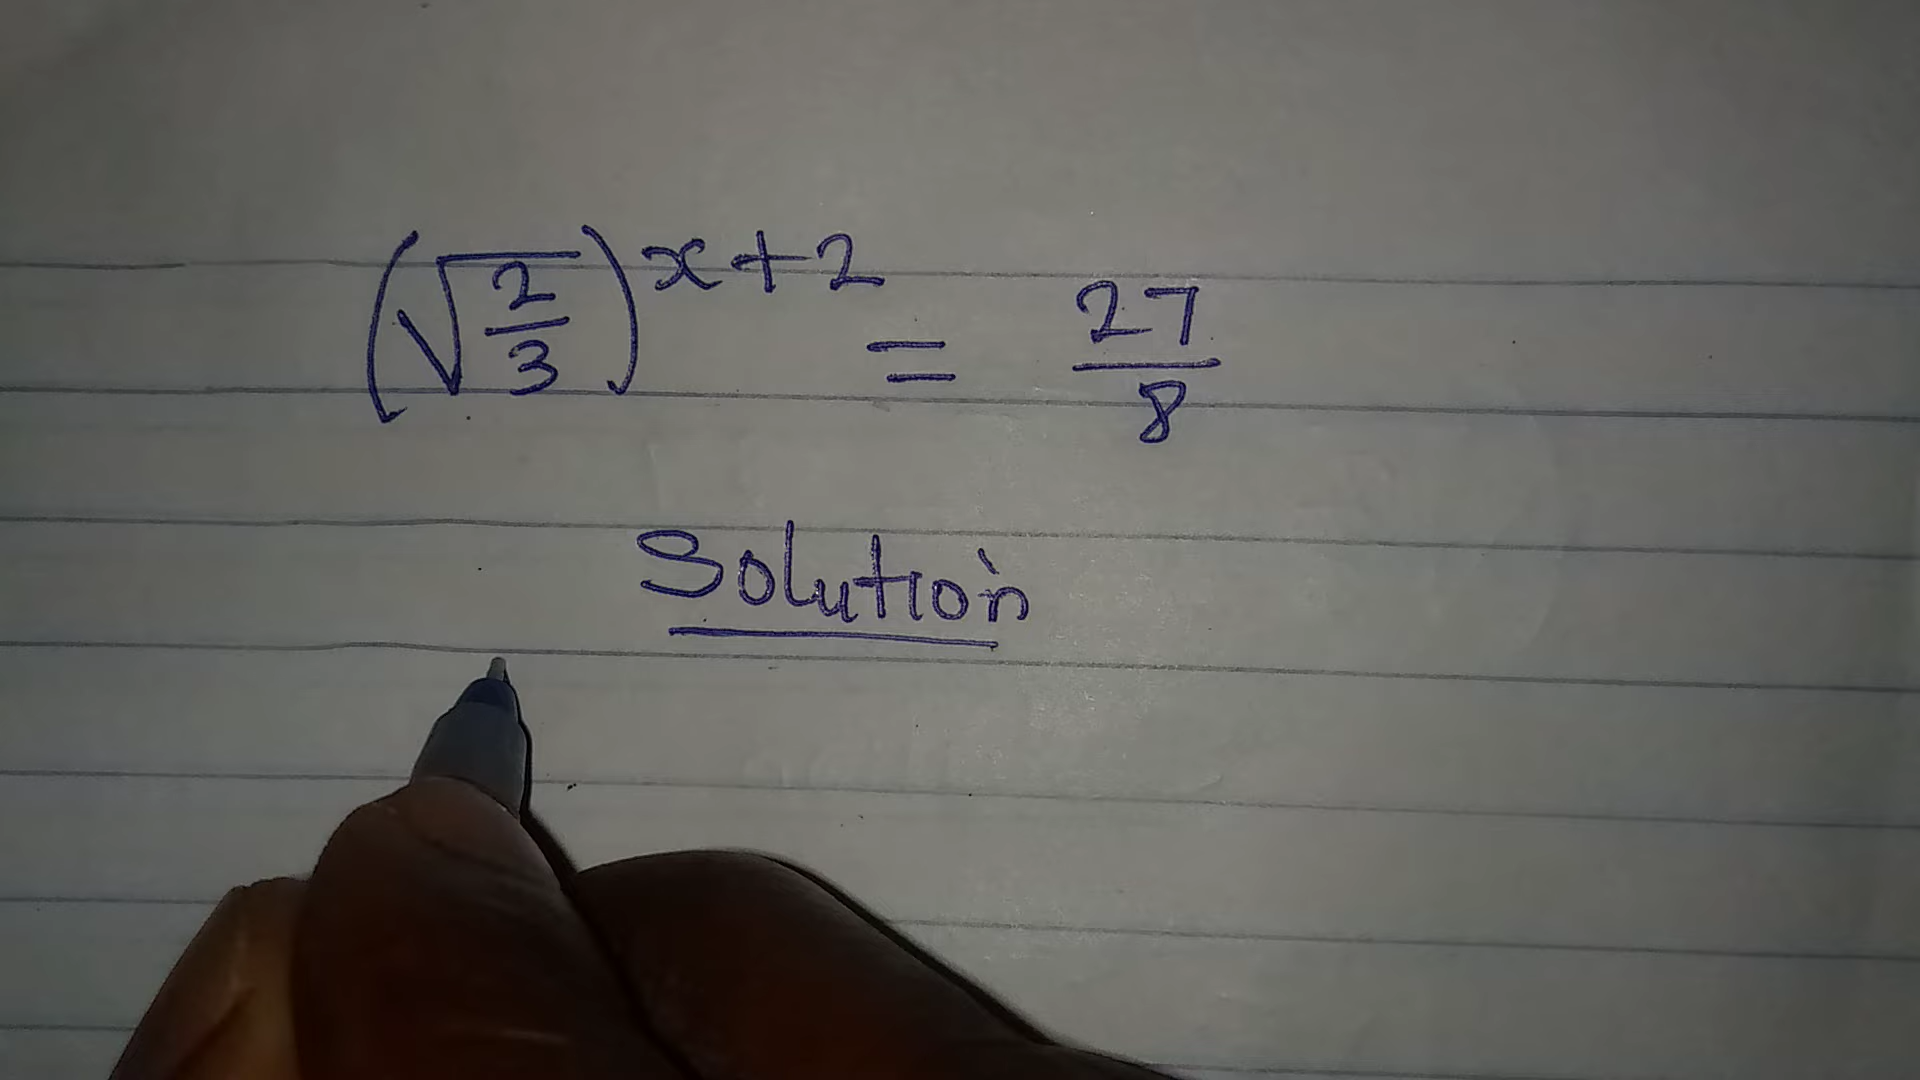 (√2/3)^x+2 = 27/8
Solution